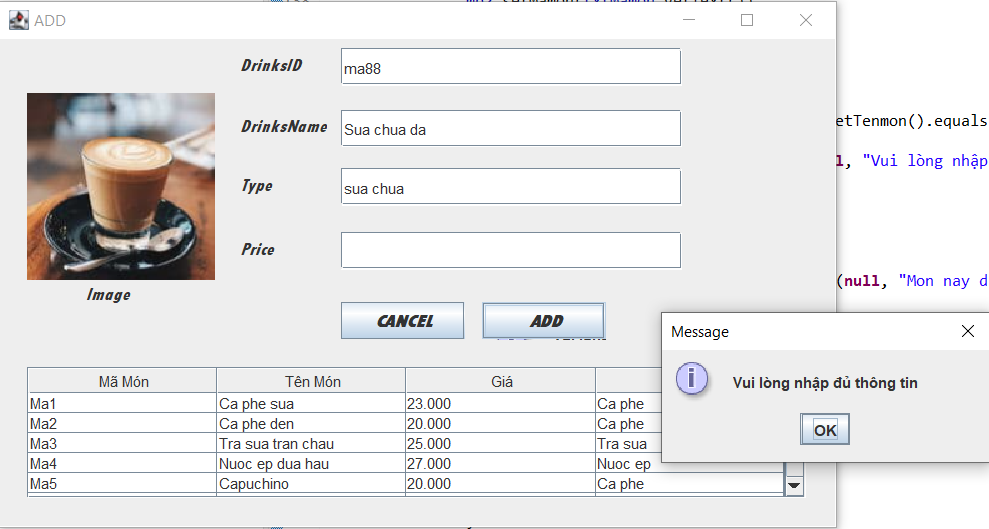 ADD
DrinksID
ma88
DrinksName
Sua chua da
Type
sua chua
Price
Image
CANCEL
ADD
etTenmon().equals
l, "Vui lòng nhập
(null, "Mon nay d
Message
Vui lòng nhập đủ thông tin
OK
Mã Món Tên Món Giá
Ma1 Ca phe sua 23.000 Ca phe
Ma2 Ca phe den 20.000 Ca phe
Ma3 Tra sua tran chau 25.000 Tra sua
Ma4 Nuoc ep dua hau 27.000 Nuoc ep
Ma5 Capuchino 20.000 Ca phe